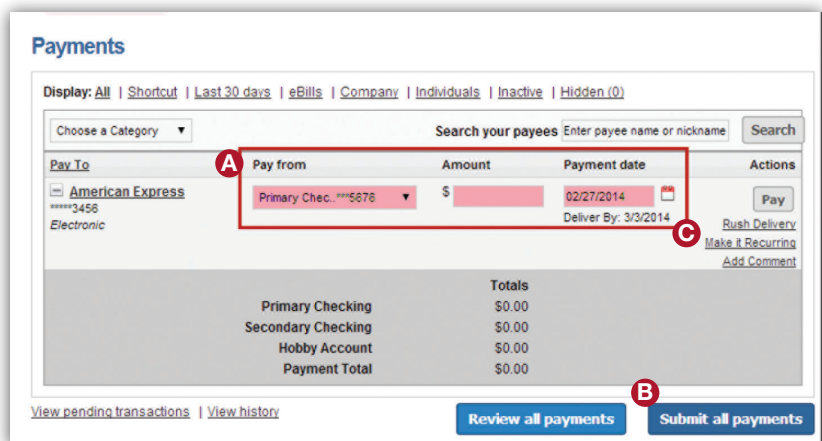 Payments
Display: All | Shortcut | Last 30 days | eBills | Company | Individuals | Inactive | Hidden (0)
Choose a Category ▼ Search your payees Enter payee name or nickname Search
A
Pay To Pay from Amount Payment date Actions
American Express Primary Chec..***5678 ▼ $ 02/27/2014 Pay
*****3456 Deliver By: 3/3/2014
Electronic C Rush Delivery
Make it Recurring
Add Comment
Totals
Primary Checking $0.00
Secondary Checking $0.00
Hobby Account $0.00
Payment Total $0.00
B
View pending transactions | View history Review all payments Submit all payments